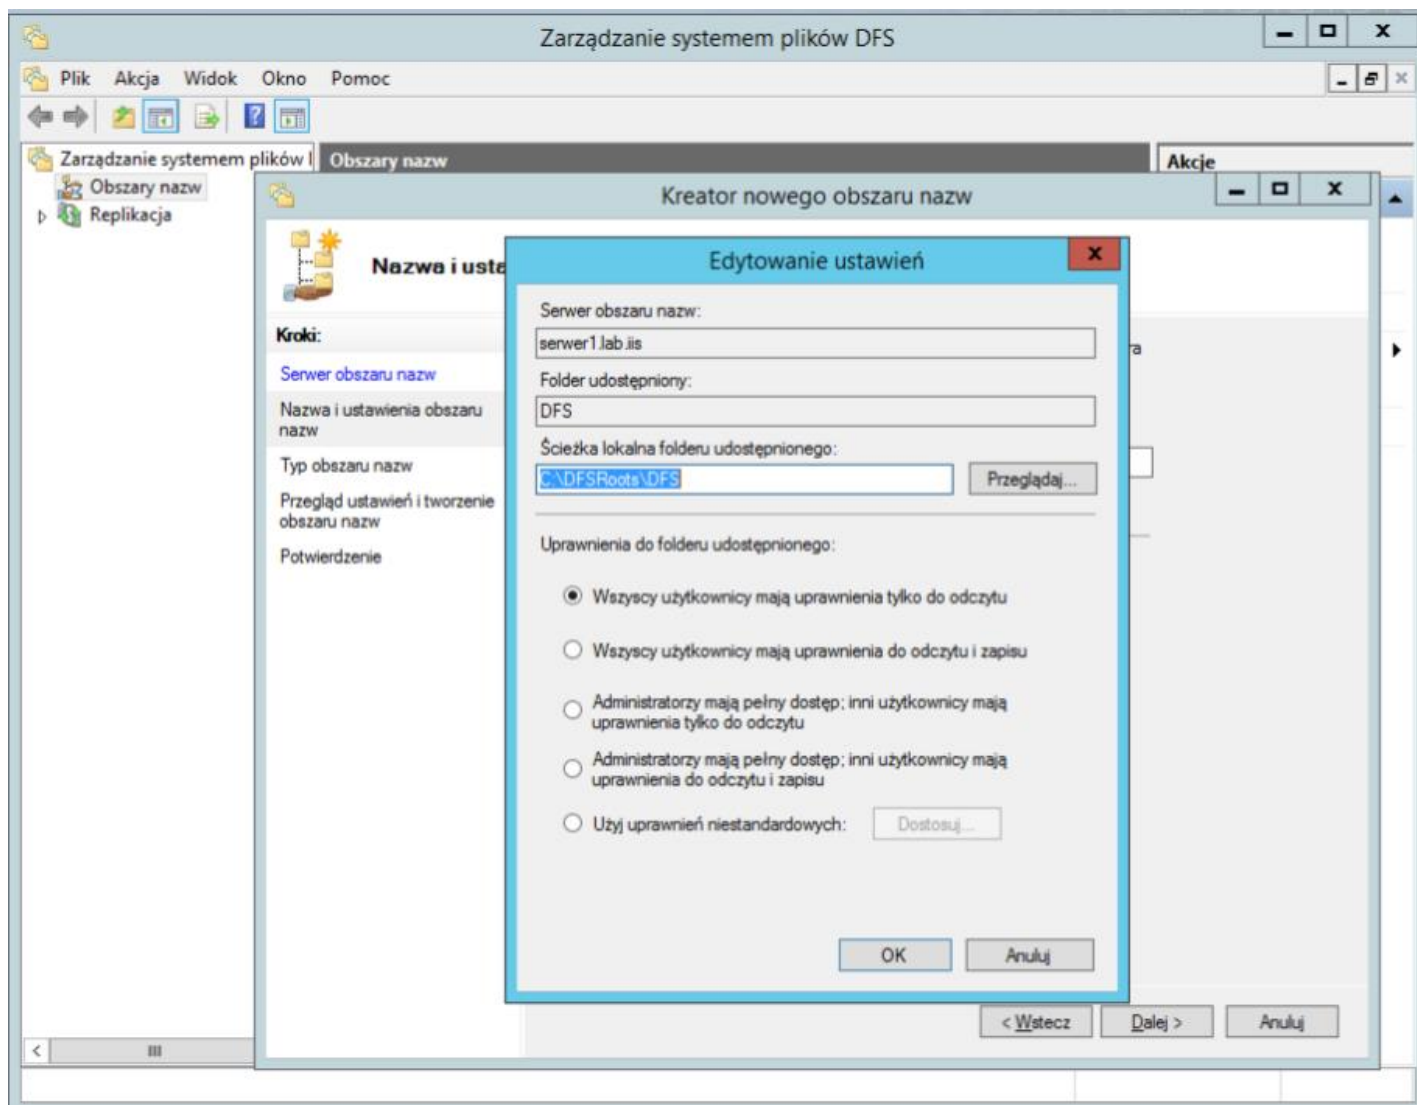 Zarządzanie systemem plików DFS
Plik Akcja Widok Okno Pomoc
Zarządzanie systemem plików
Obszary nazw
Replikacja
Obszary nazw
Akcje
Kreator nowego obszaru nazw
Nazwa i usta
Kroki:
Serwer obszaru nazw
Nazwa i ustawienia obszaru
nazw
Typ obszaru nazw
Przegląd ustawień i tworzenie
obszaru nazw
Potwierdzenie
ra
Edytowanie ustawień
Serwer obszaru nazw:
serwer1.lab.iis
Folder udostępniony:
DFS
Ścieżka lokalna folderu udostępnionego:
C:\DFSRoots\DFS
Przeglądaj...
Uprawnienia do folderu udostępnionego:
Wszyscy użytkownicy mają uprawnienia tylko do odczytu
Wszyscy użytkownicy mają uprawnienia do odczytu i zapisu
Administratorzy mają pełny dostęp; inni użytkownicy mają
uprawnienia tylko do odczytu
Administratorzy mają pełny dostęp; inni użytkownicy mają
uprawnienia do odczytu i zapisu
Użyj uprawnień niestandardowych:
Dostosuj...
OK
Anuluj
< Wstecz
Dalej >
Anuluj